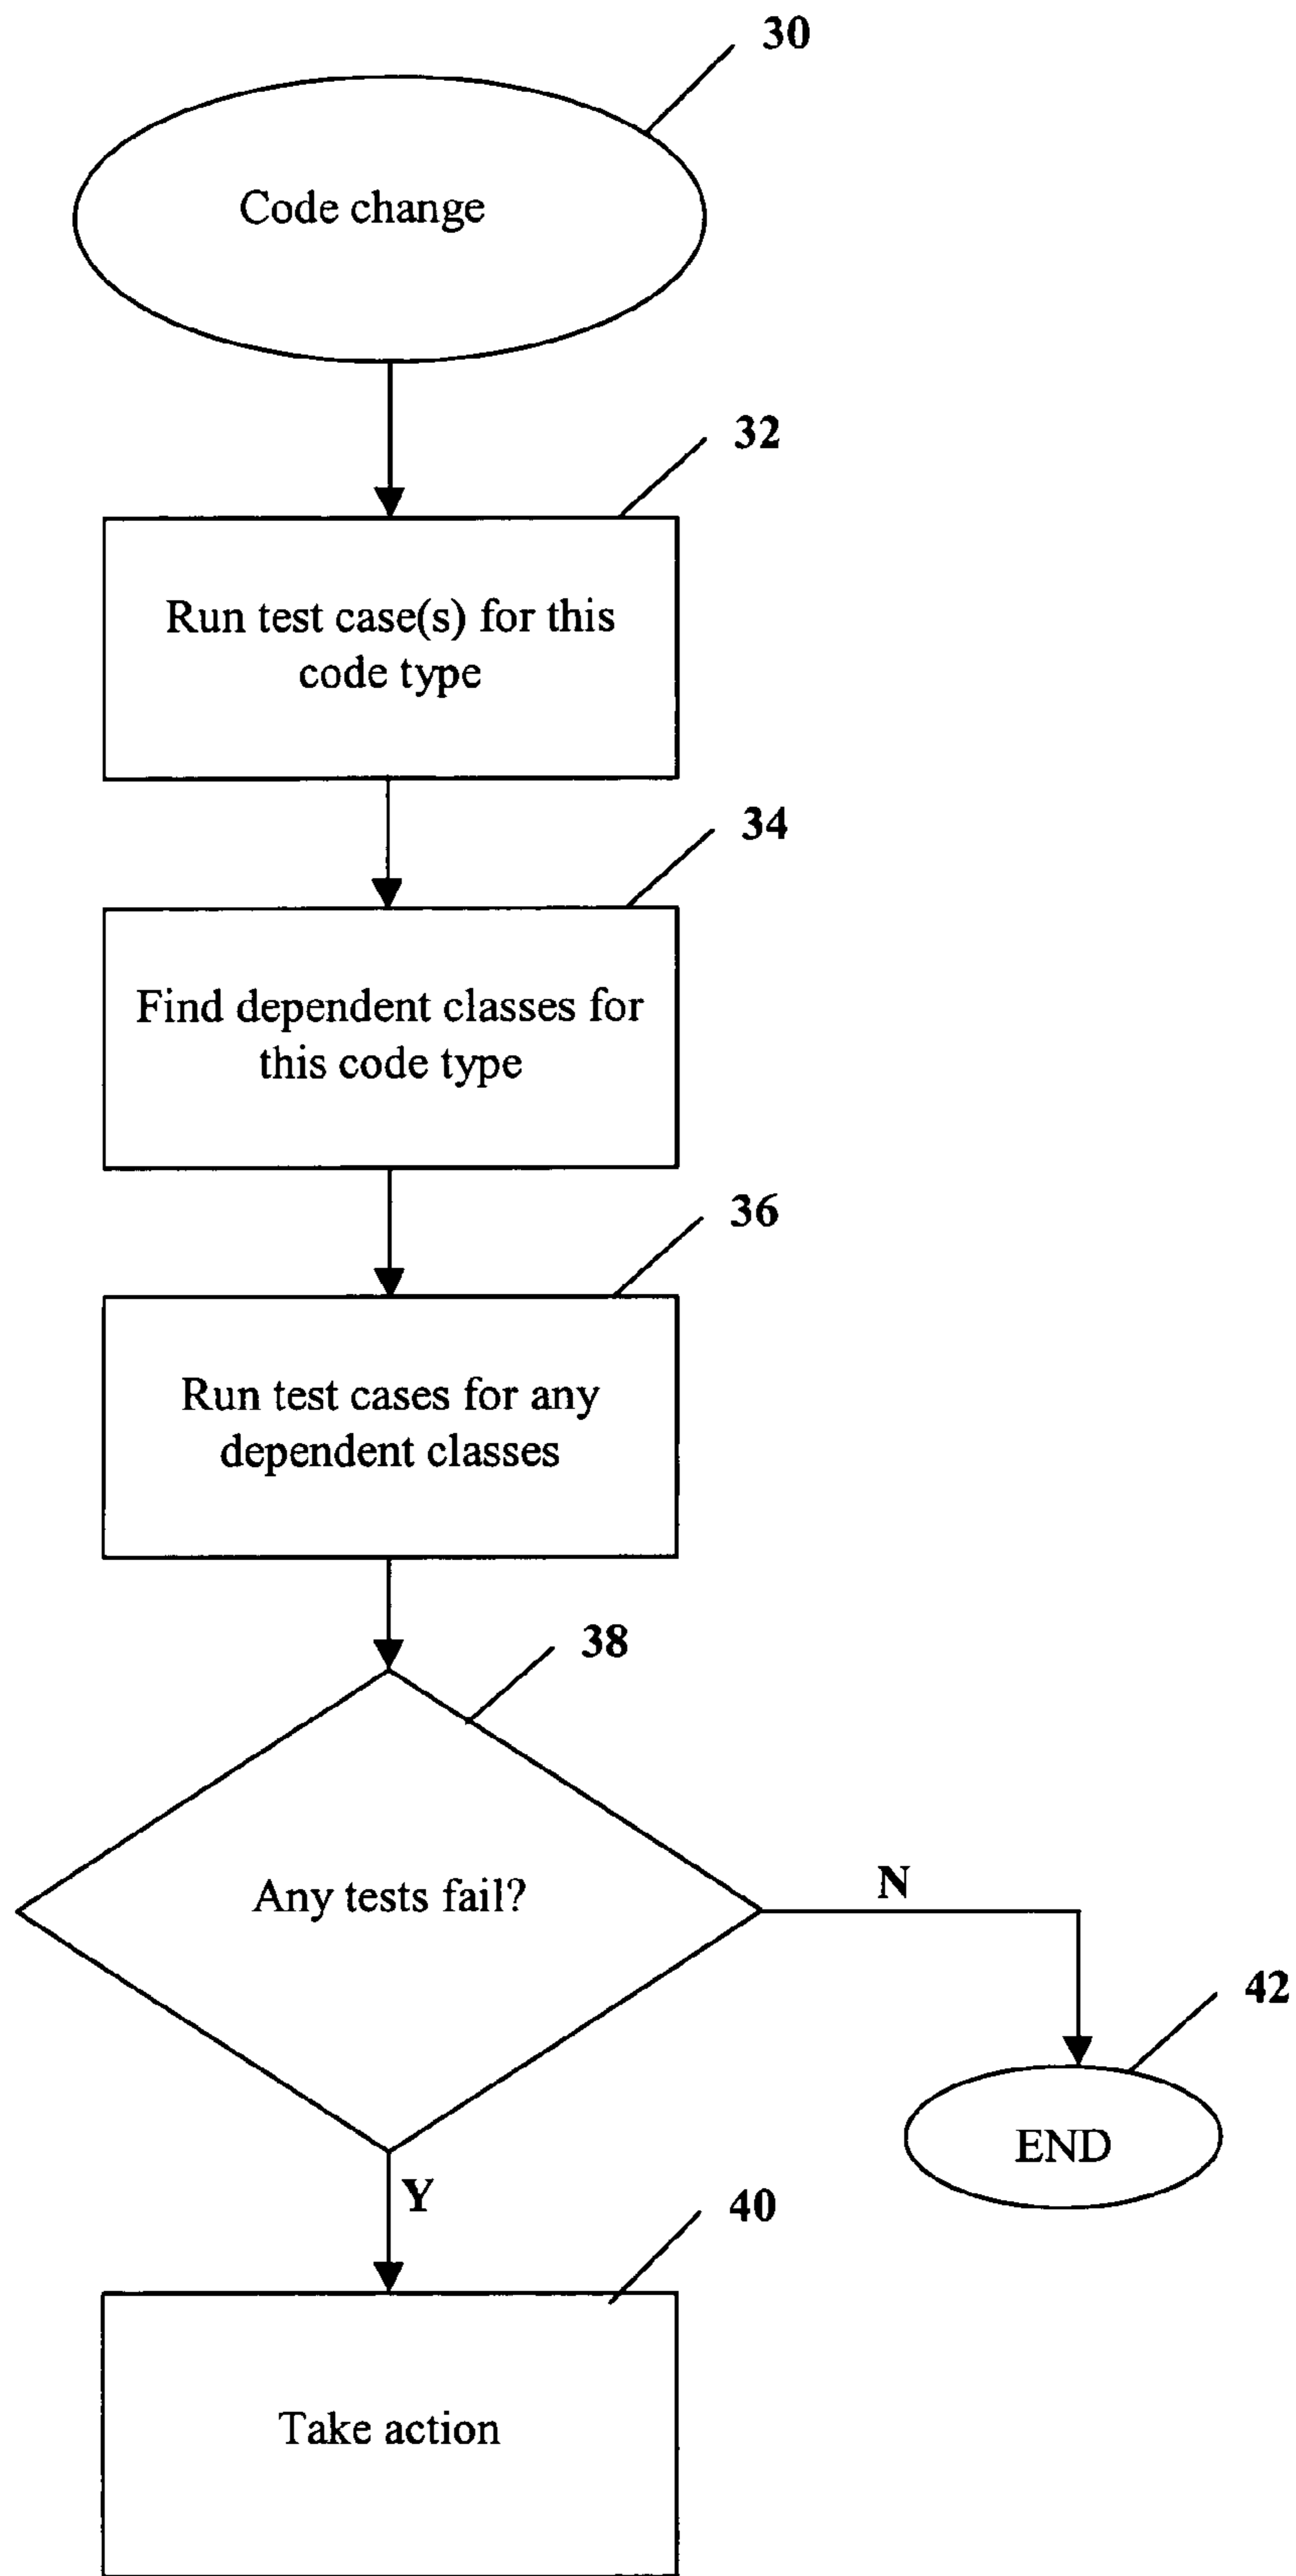 30
Code change
32
Run test case(s) for this
code type
34
Find dependent classes for
this code type
36
Run test cases for any
dependent classes
38
Any tests fail?
N
42
END
Y
40
Take action